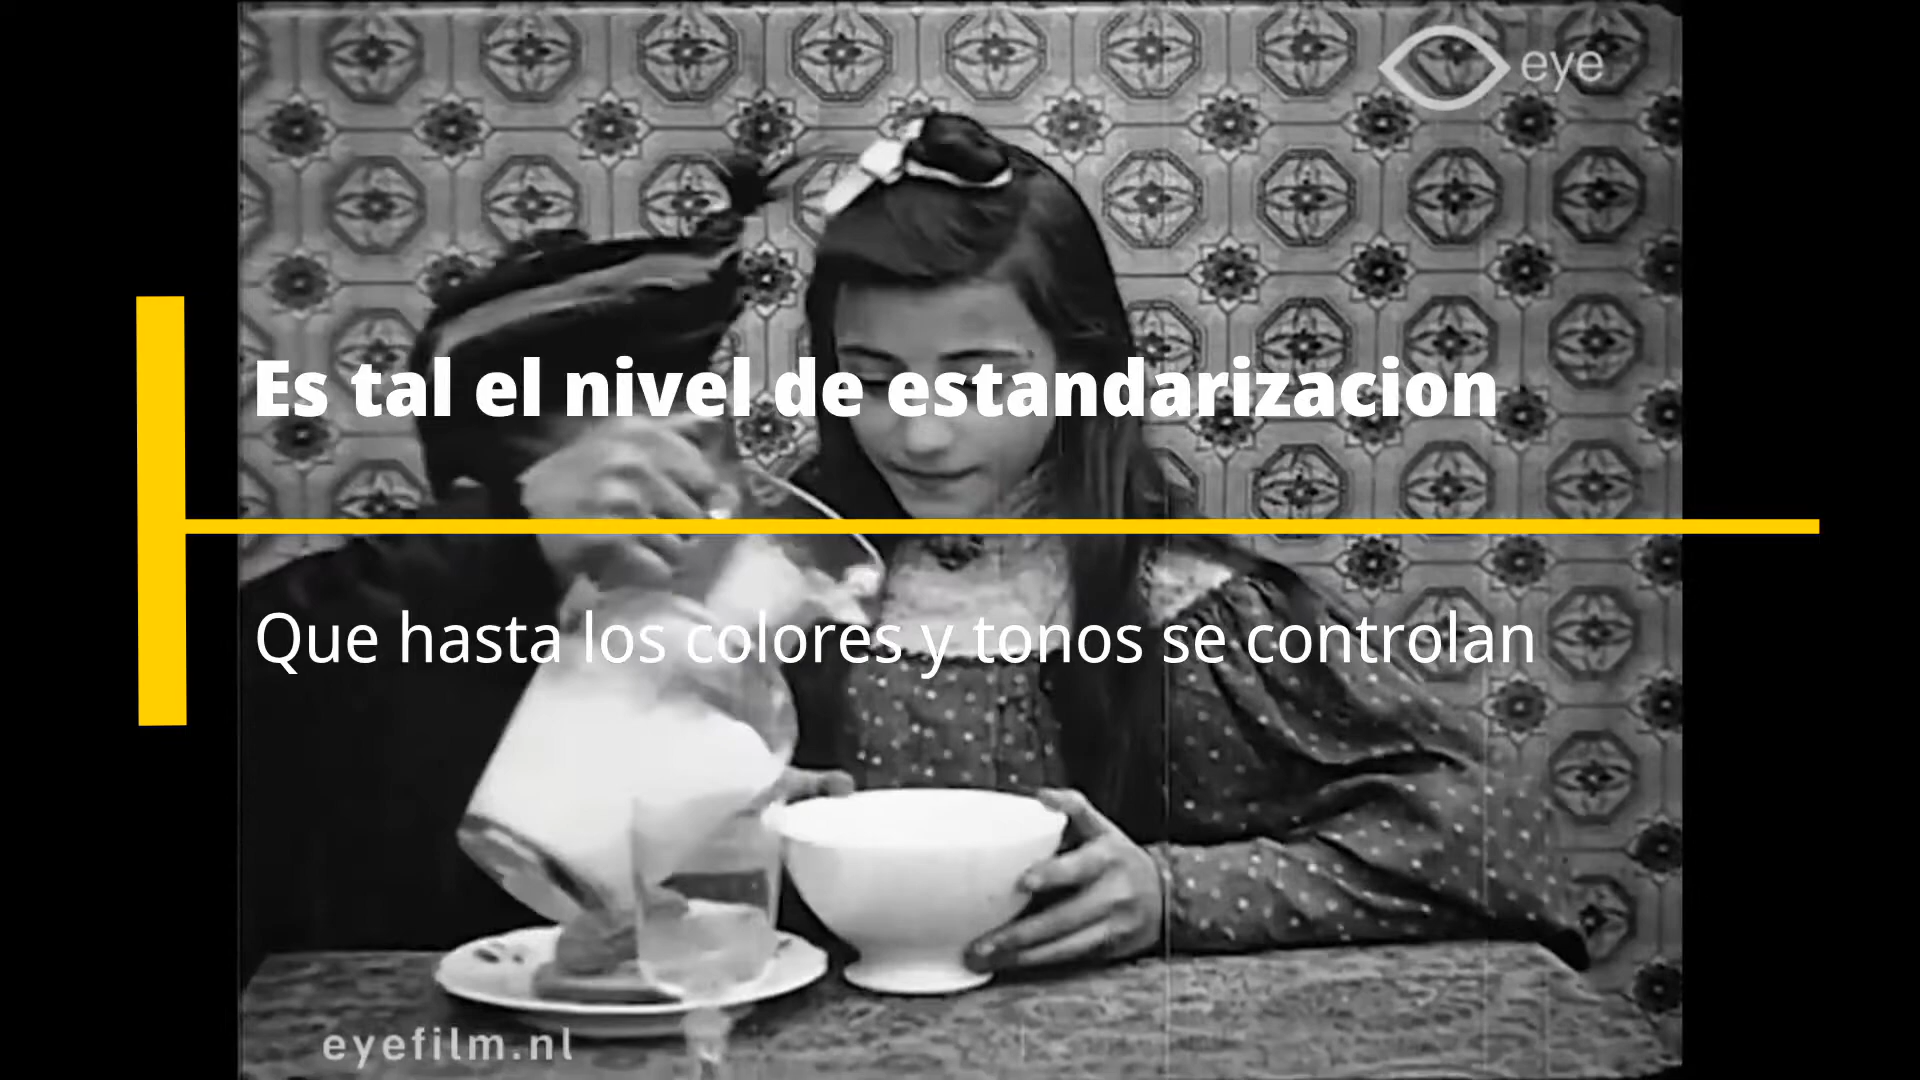 eye
Es tal el nivel de estandarizacion
Que hasta los colores y tonos se controlan
eyefilm.nl